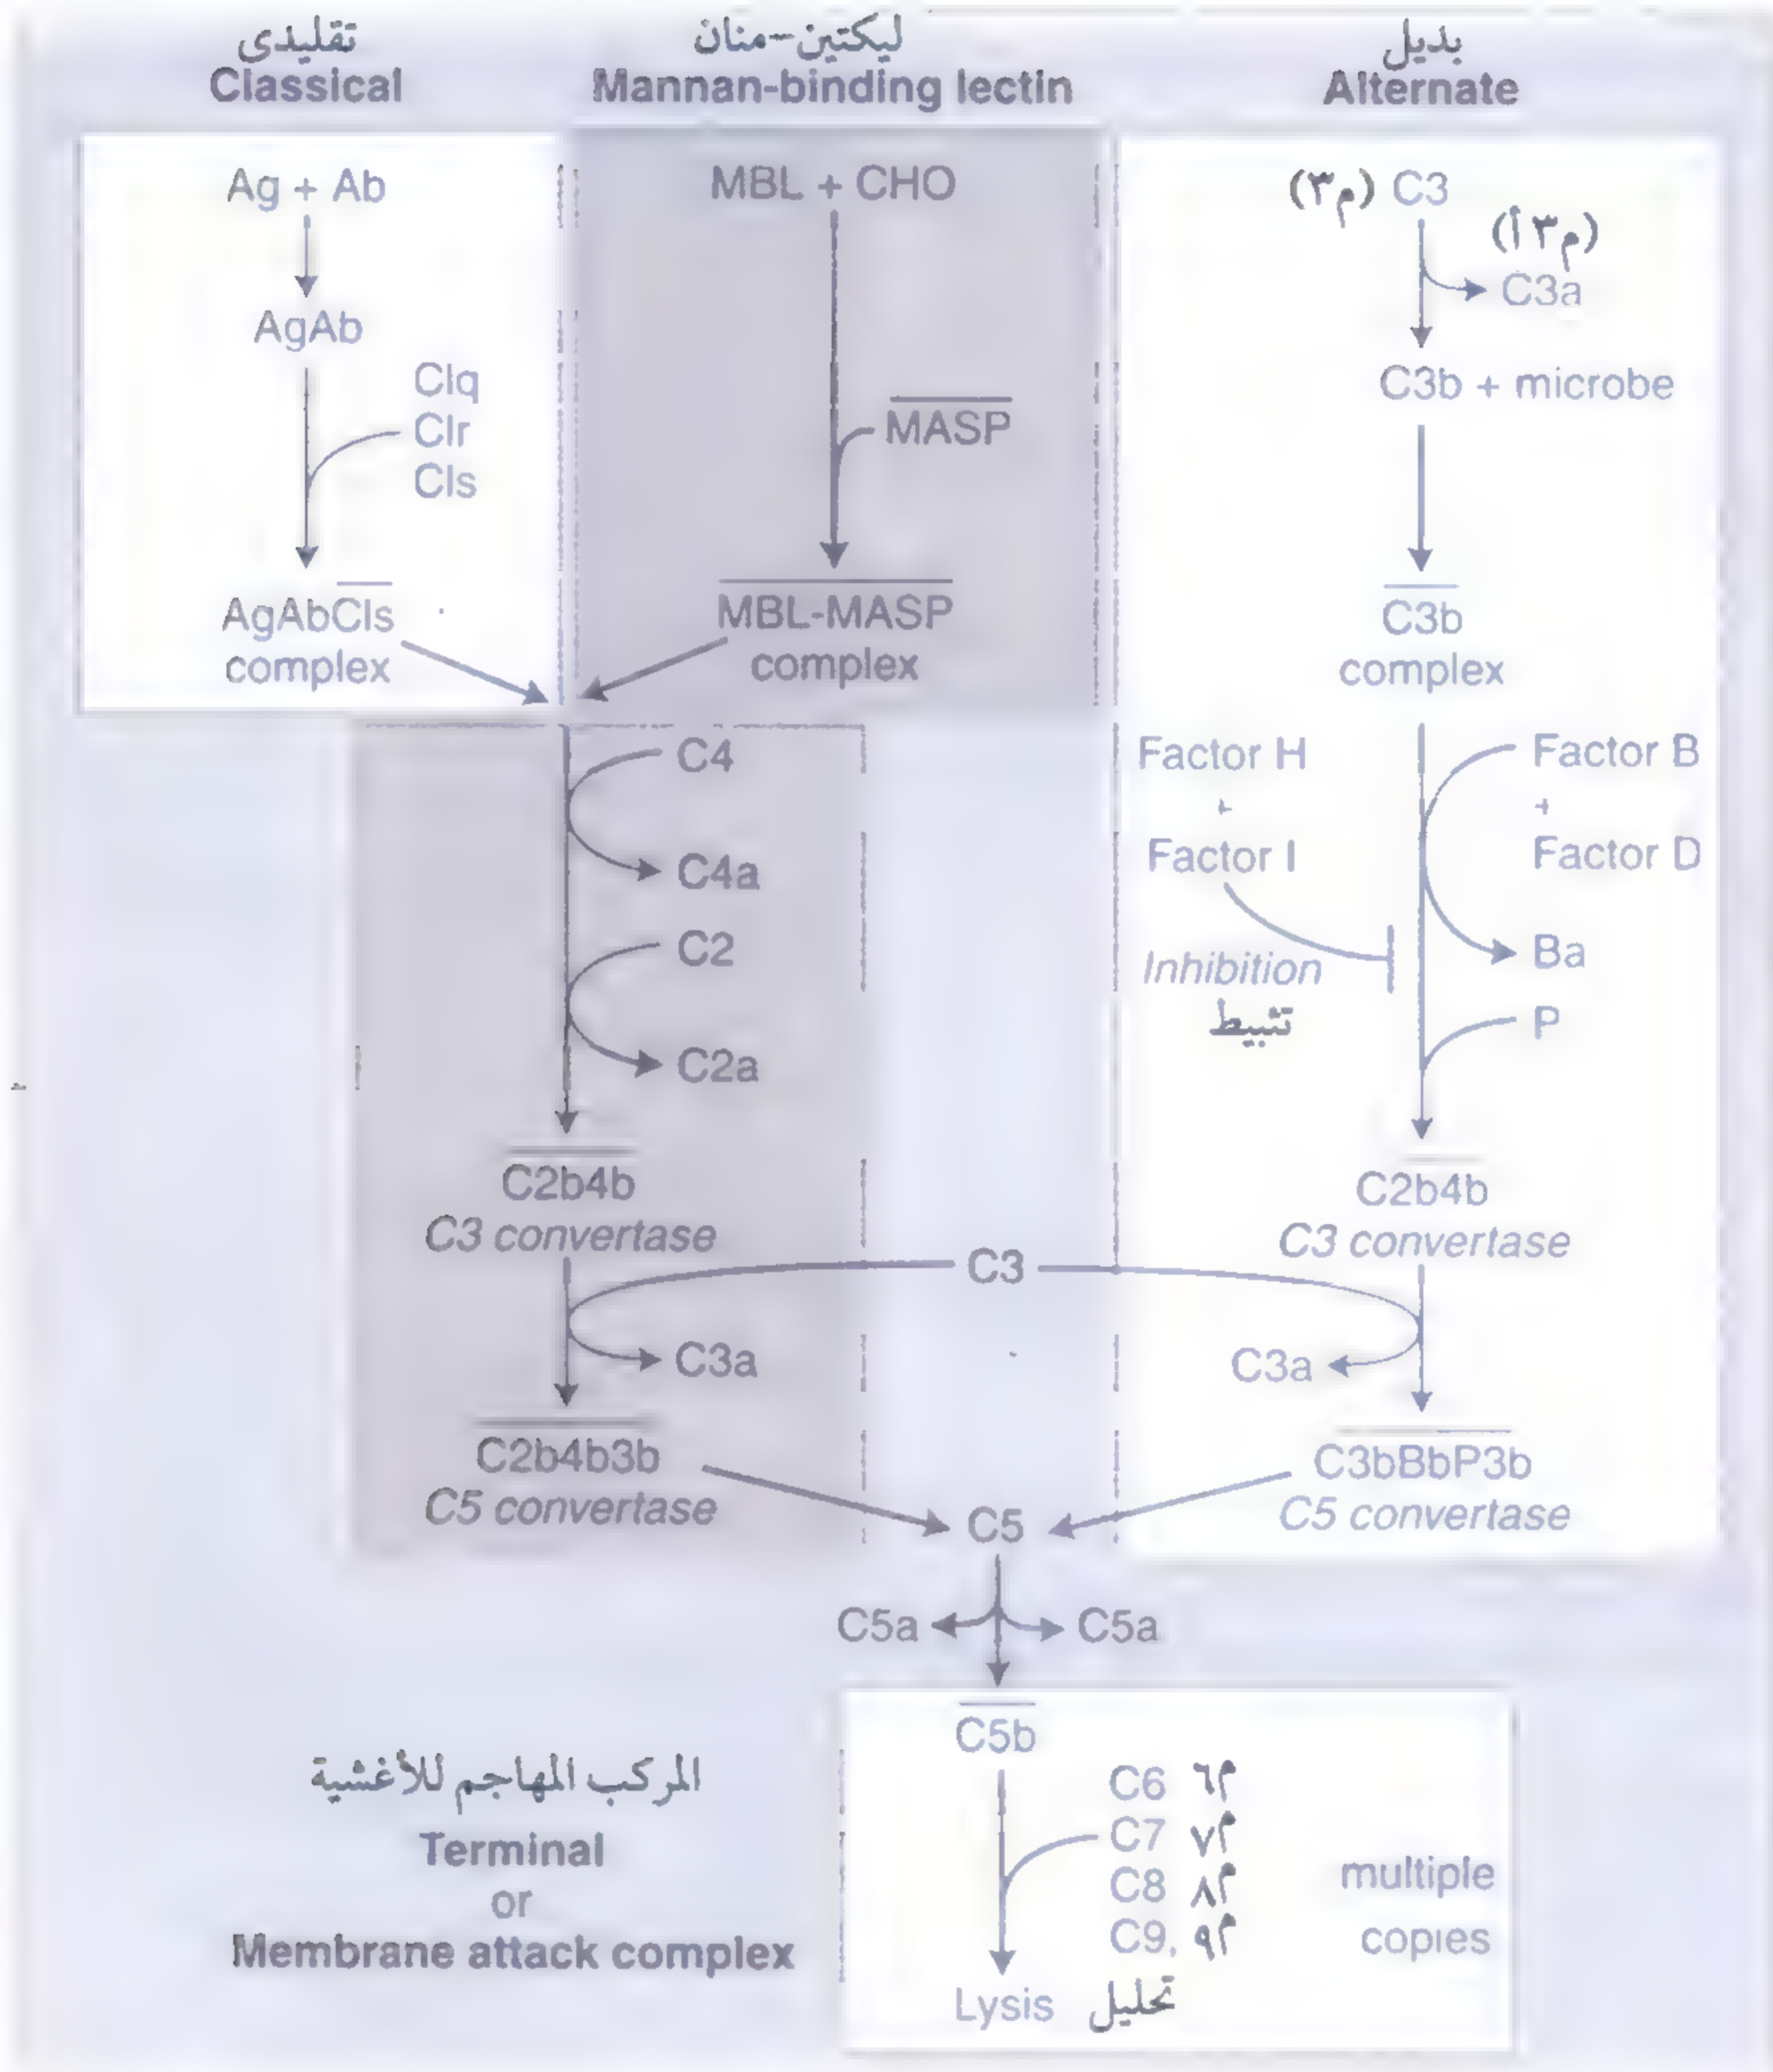 تقليدى
Classical
ليكتين-منان
Mannan-binding lectin
بديل
Alternate
Ag + Ab
AgAb
Clq
Clr
Cls
AgAbCls
complex
MBL + CHO
MASP
MBL-MASP
complex
(م٣) C3
(م٣أ)
C3a
C3b + microbe
C3b
complex
C4
C4a
C2
C2a
C2b4b
C3 convertase
Factor H
+
Factor I
Inhibition
تثبيط
Factor B
+
Factor D
Ba
P
C2b4b
C3 convertase
C3
C3a
C3a
C2b4b3b
C5 convertase
C3bBbP3b
C5 convertase
C5
C5a
C5a
C5b
C6 م٦
C7 م٧
C8 م٨
C9, م٩
multiple
copies
Lysis تحليل
المركب المهاجم للأغشية
Terminal
or
Membrane attack complex